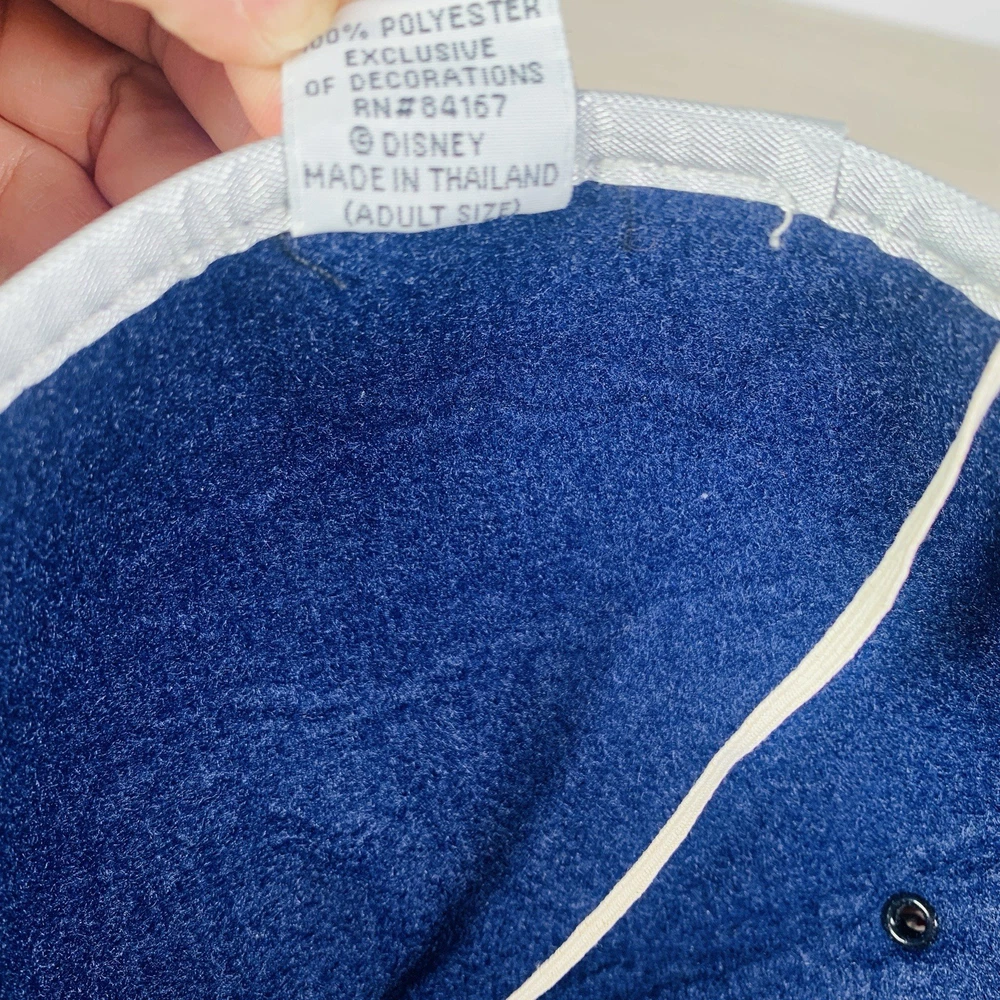 100% POLYESTER
EXCLUSIVE
OF DECORATIONS
RN#84167
© DISNEY
MADE IN THAILAND
(ADULT SIZE)